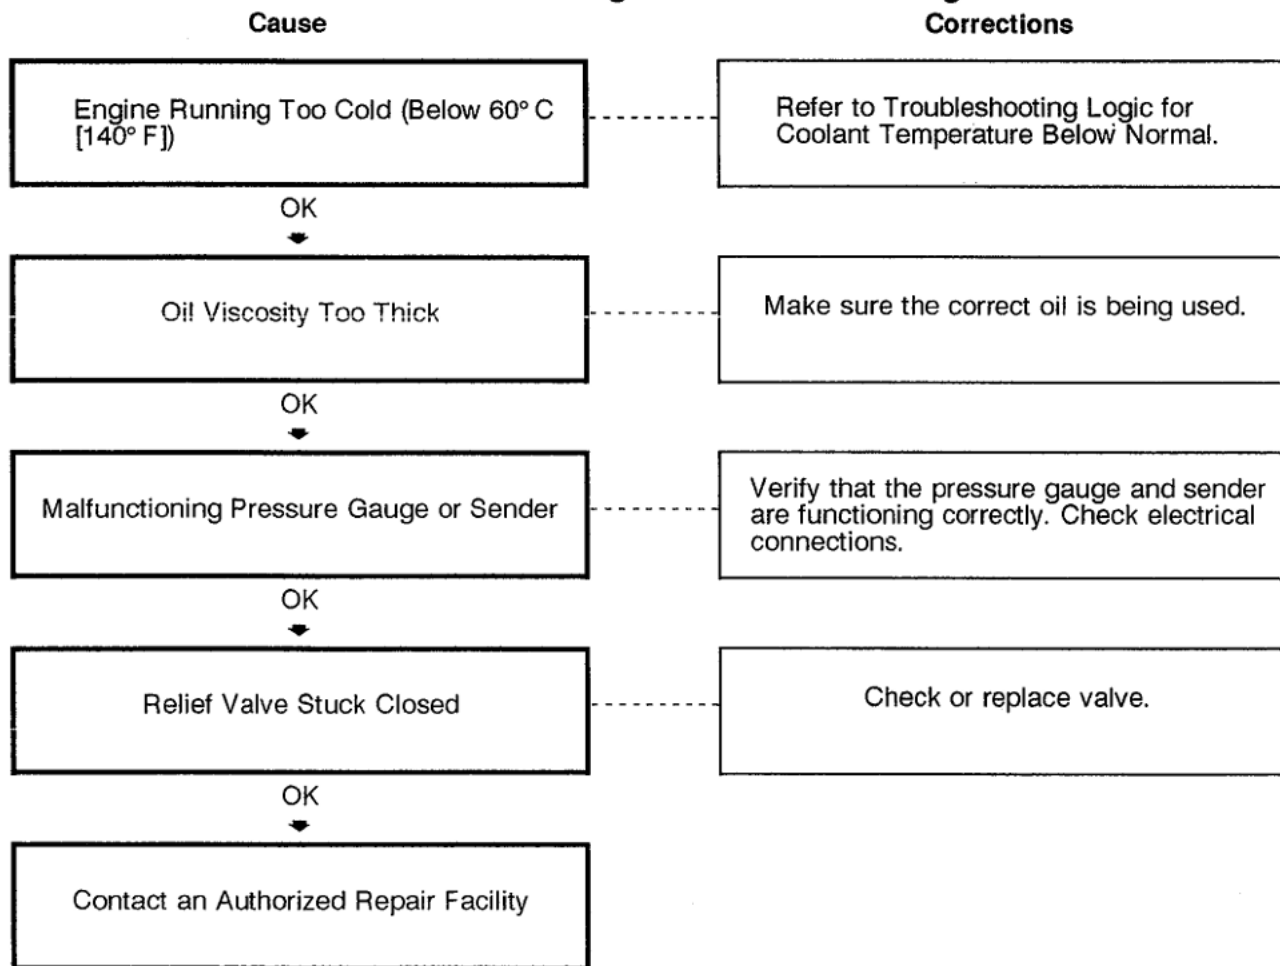 Cause
Corrections
Engine Running Too Cold (Below 60° C
[140° F])
Refer to Troubleshooting Logic for
Coolant Temperature Below Normal.
OK
Oil Viscosity Too Thick
Make sure the correct oil is being used.
OK
Malfunctioning Pressure Gauge or Sender
Verify that the pressure gauge and sender
are functioning correctly. Check electrical
connections.
OK
Relief Valve Stuck Closed
Check or replace valve.
OK
Contact an Authorized Repair Facility